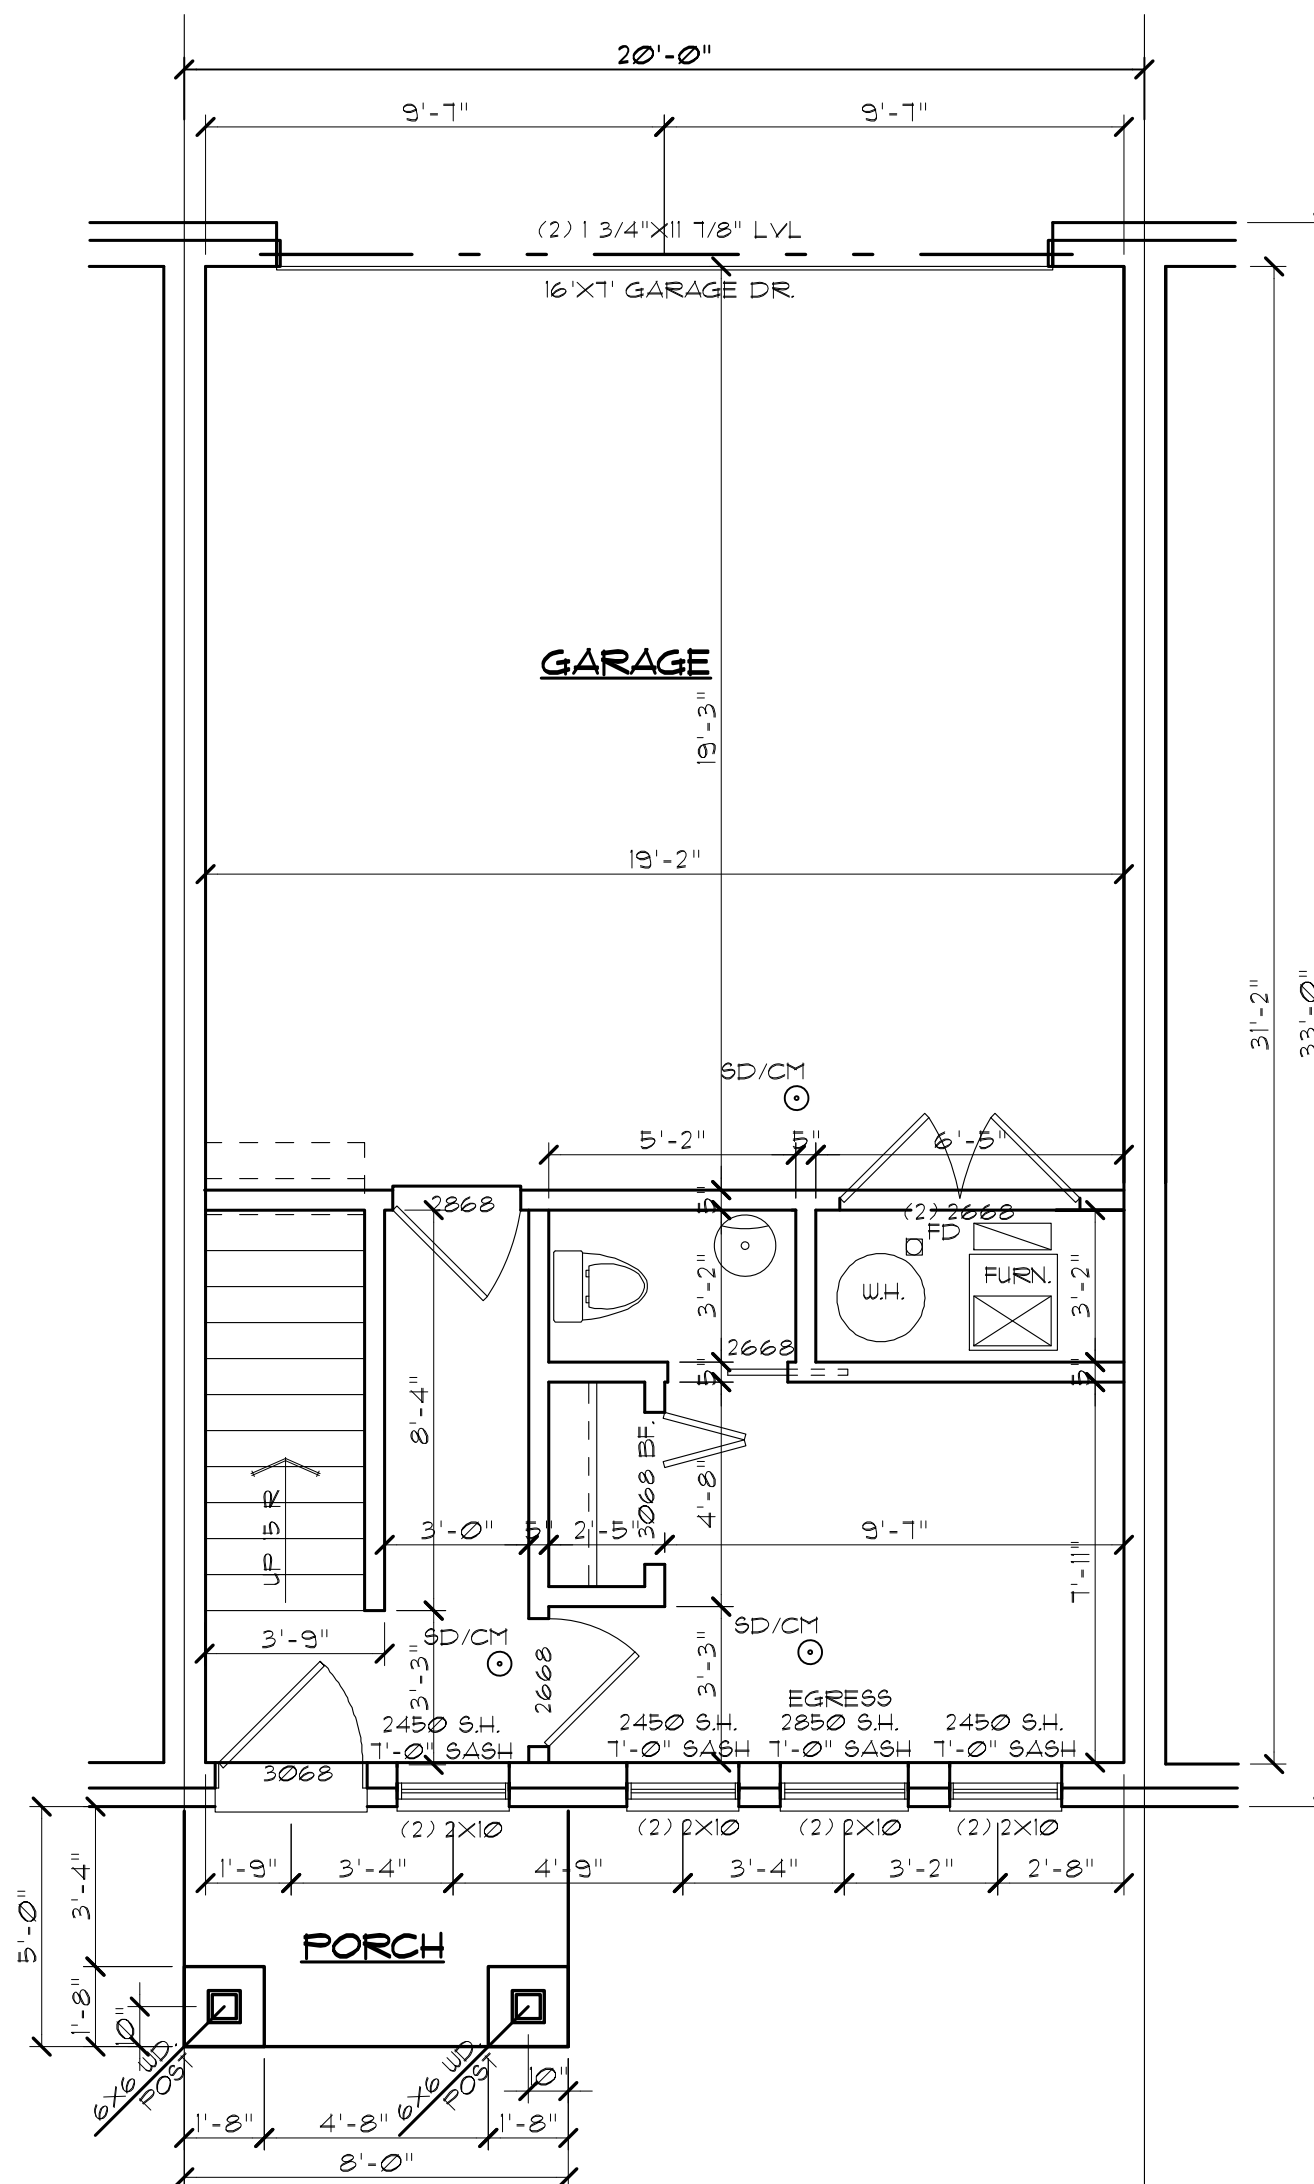 20'-0"
9'-7" 9'-7"
(2) 1 3/4"X11 7/8" LVL
16'X7' GARAGE DR.
GARAGE
19'-3"
19'-2"
31'-2"
33'-0"
SD/CM
5'-2" 5" 6'-5"
2868
5"
(2) 2668
FD
FURN.
W.H.
3'-2"
3'-2"
2668
5"
5"
8'-4"
3068 BF.
4'-8"
UP 15 R
3'-0" 5" 2'-5" 9'-7"
7'-11"
3'-9"
SD/CM
SD/CM
3'-3"
2668
3'-3"
EGRESS
2450 S.H. 2450 S.H. 2850 S.H. 2450 S.H.
7'-0" SASH 7'-0" SASH 7'-0" SASH 7'-0" SASH
3068
(2) 2X10 (2) 2X10 (2) 2X10 (2) 2X10
1'-9" 3'-4" 4'-9" 3'-4" 3'-2" 2'-8"
5'-0"
3'-4"
PORCH
1'-8"
10"
6X6 WD.
POST
6X6 WD.
POST
10"
1'-8" 4'-8" 1'-8"
8'-0"